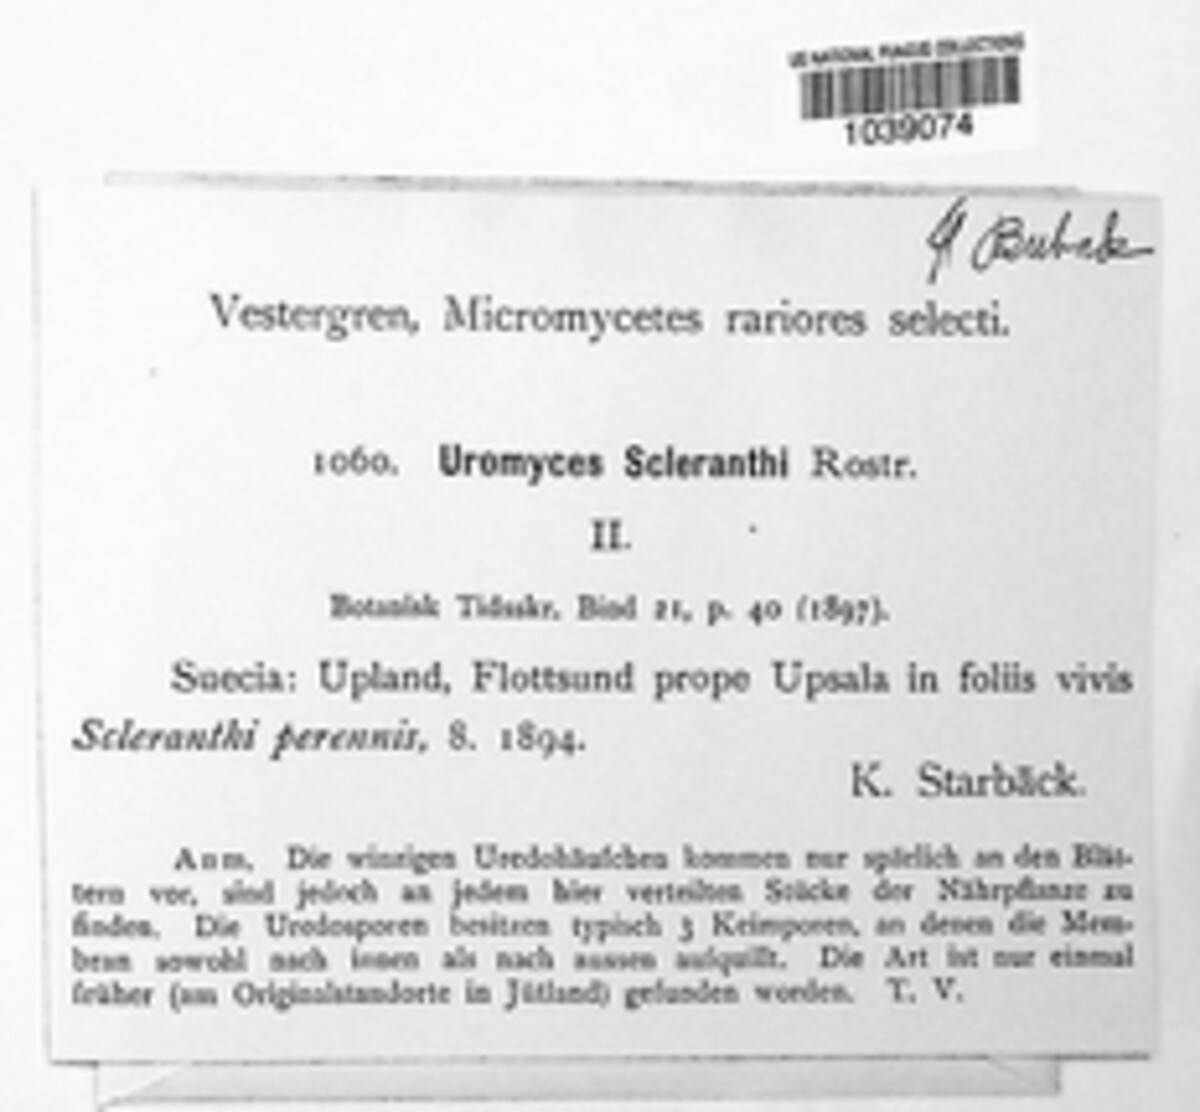 US NATIONAL FUNGUS COLLECTIONS
1039074
Bubak
Vestergren, Micromycetes rariores selecti.
1060. Uromyces Scleranthi Rostr.
II.
Botanisk Tidsskr. Bind 21, p. 40 (1897).
Suecia: Upland, Flottsund prope Upsala in foliis vivis
Scleranthi perennis, 8. 1894.
K. Starbäck.
Anm. Die winzigen Uredohäufchen kommen nur spärlich an den Blät-
tern vor, sind jedoch an jedem hier verteilten Stücke der Nährpflanze zu
finden. Die Uredosporen besitzen typisch 3 Keimporen, an denen die Mem-
bran sowohl nach innen als nach aussen aufquillt. Die Art ist nur einmal
früher (am Originalstandorte in Jütland) gefunden worden. T. V.